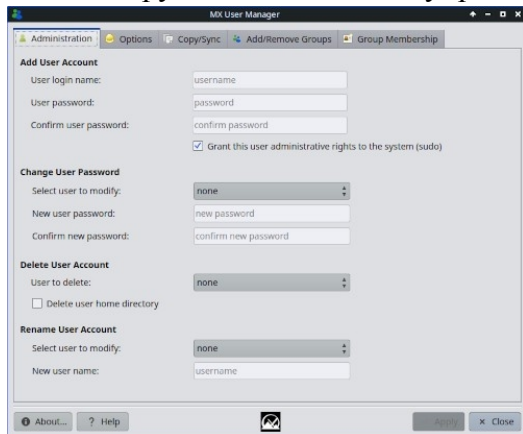 MX User Manager
Administration Options Copy/Sync Add/Remove Groups Group Membership
Add User Account
User login name: username
User password: password
Confirm user password: confirm password
Grant this user administrative rights to the system (sudo)
Change User Password
Select user to modify: none
New user password: new password
Confirm new password: confirm new password
Delete User Account
User to delete: none
Delete user home directory
Rename User Account
Select user to modify: none
New user name: username
About... ? Help Apply × Close